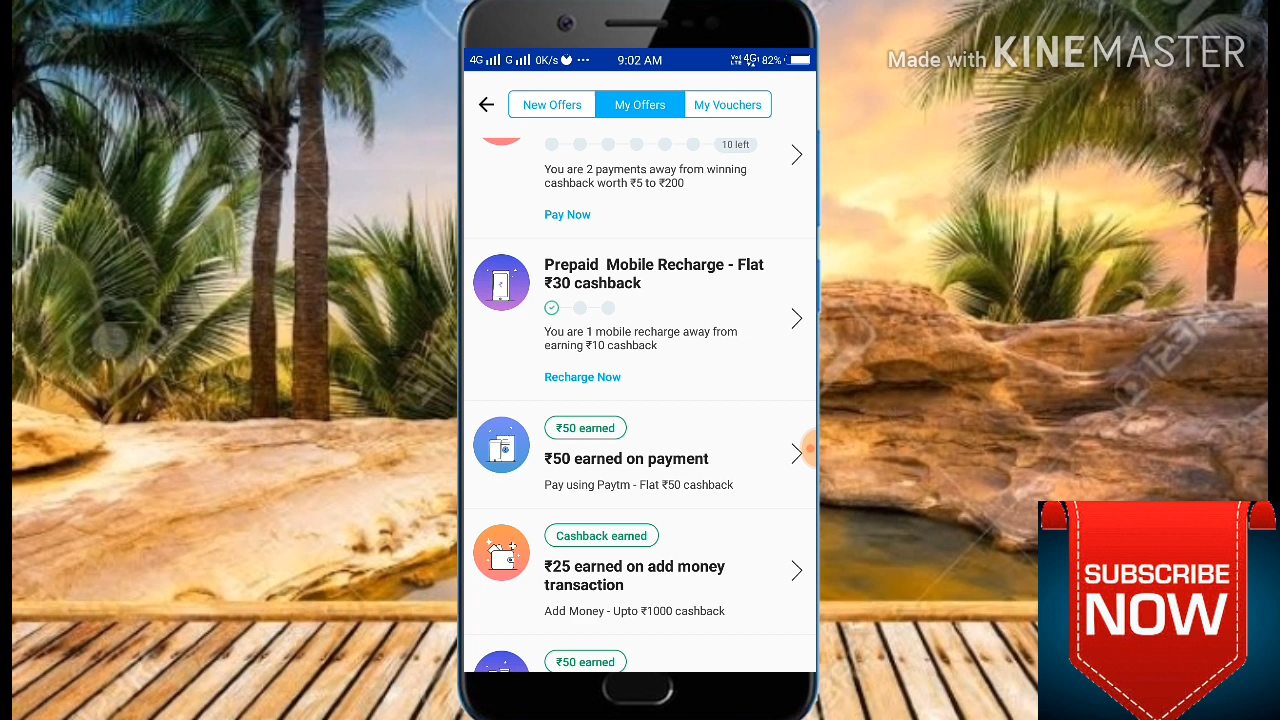 Made with KINEMASTER
4G G 0K/s ... 9:02 AM 4G 82%
New Offers My Offers My Vouchers
10 left
You are 2 payments away from winning
cashback worth ₹5 to ₹200
Pay Now
Prepaid Mobile Recharge - Flat
₹30 cashback
You are 1 mobile recharge away from
earning ₹10 cashback
Recharge Now
₹50 earned
₹50 earned on payment
Pay using Paytm - Flat ₹50 cashback
Cashback earned
₹25 earned on add money
transaction
Add Money - Upto ₹1000 cashback
₹50 earned
SUBSCRIBE
NOW
123RF